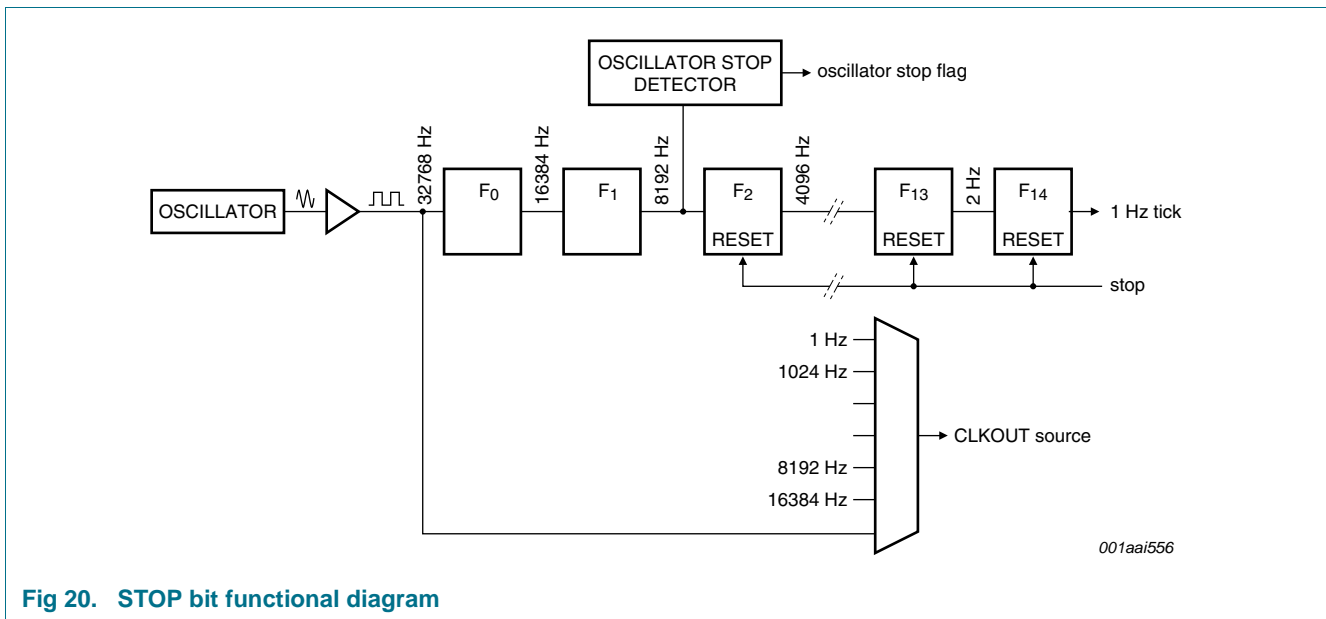 OSCILLATOR STOP
DETECTOR
oscillator stop flag
32768 Hz
16384 Hz
8192 Hz
4096 Hz
2 Hz
OSCILLATOR
F0
F1
F2
RESET
F13
RESET
F14
RESET
1 Hz tick
stop
1 Hz
1024 Hz
8192 Hz
16384 Hz
CLKOUT source
001aai556
Fig 20. STOP bit functional diagram